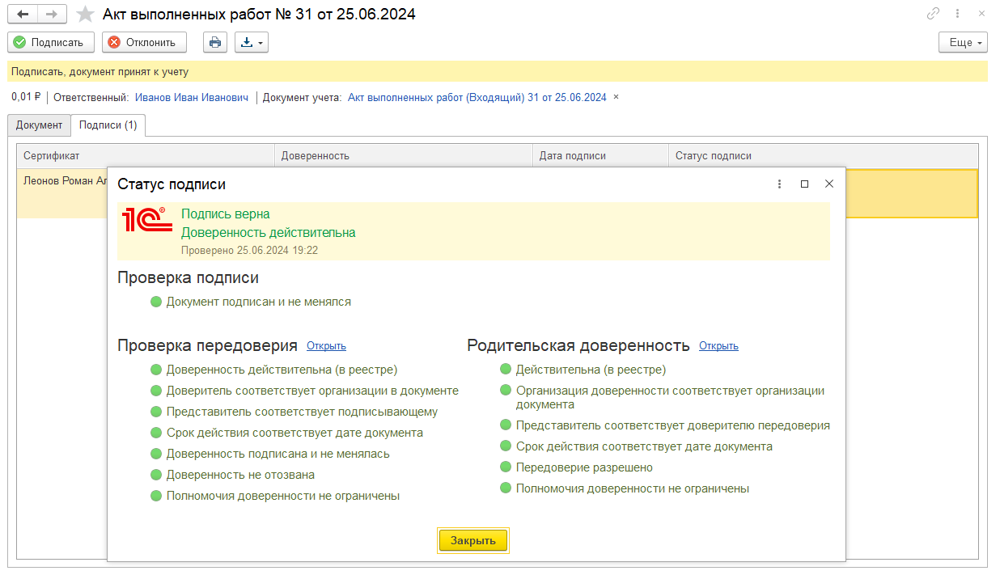 Акт выполненных работ № 31 от 25.06.2024
Подписать
Отклонить
Еще
Подписать, документ принят к учету
0,01 ₽ Ответственный: Иванов Иван Иванович Документ учета: Акт выполненных работ (Входящий) 31 от 25.06.2024 ×
Документ
Подписи (1)
Сертификат
Доверенность
Дата подписи
Статус подписи
Леонов Роман
Статус подписи
1С®
Подпись верна
Доверенность действительна
Проверено 25.06.2024 19:22
Проверка подписи
Документ подписан и не менялся
Проверка передоверия Открыть
Доверенность действительна (в реестре)
Доверитель соответствует организации в документе
Представитель соответствует подписывающему
Срок действия соответствует дате документа
Доверенность подписана и не менялась
Доверенность не отозвана
Полномочия доверенности не ограничены
Родительская доверенность Открыть
Действительна (в реестре)
Организация доверенности соответствует организации
документа
Представитель соответствует доверителю передоверия
Срок действия соответствует дате документа
Передоверие разрешено
Полномочия доверенности не ограничены
Закрыть